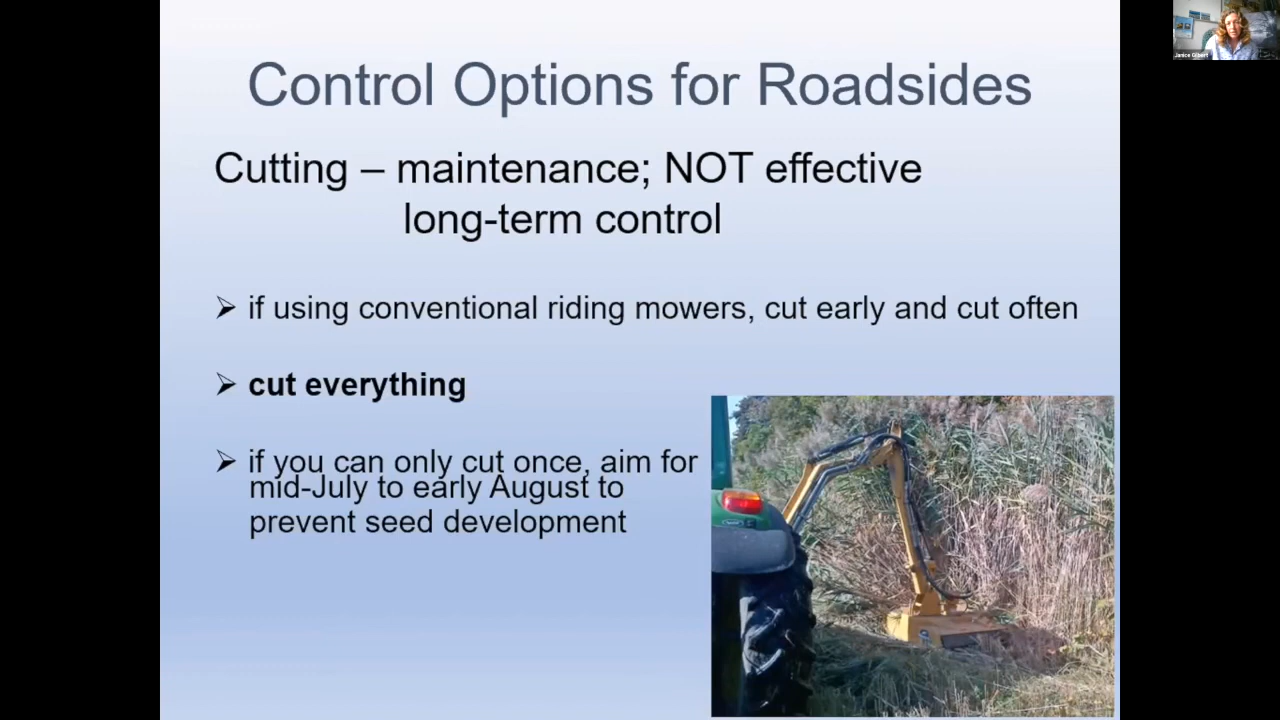 Control Options for Roadsides
Cutting – maintenance; NOT effective
long-term control
➢ if using conventional riding mowers, cut early and cut often
➢ cut everything
➢ if you can only cut once, aim for
mid-July to early August to
prevent seed development
Janice Gilbert